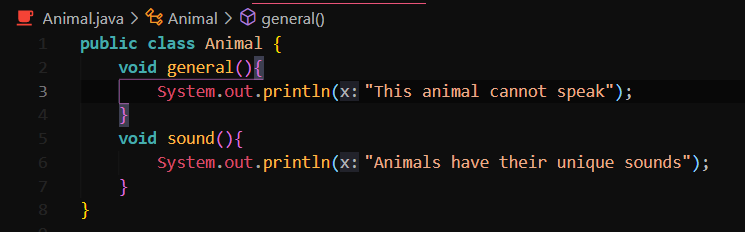 Animal.java > Animal > general()
1 public class Animal {
2     void general(){
3         System.out.println(x: "This animal cannot speak");
4     }
5     void sound(){
6         System.out.println(x: "Animals have their unique sounds");
7     }
8 }